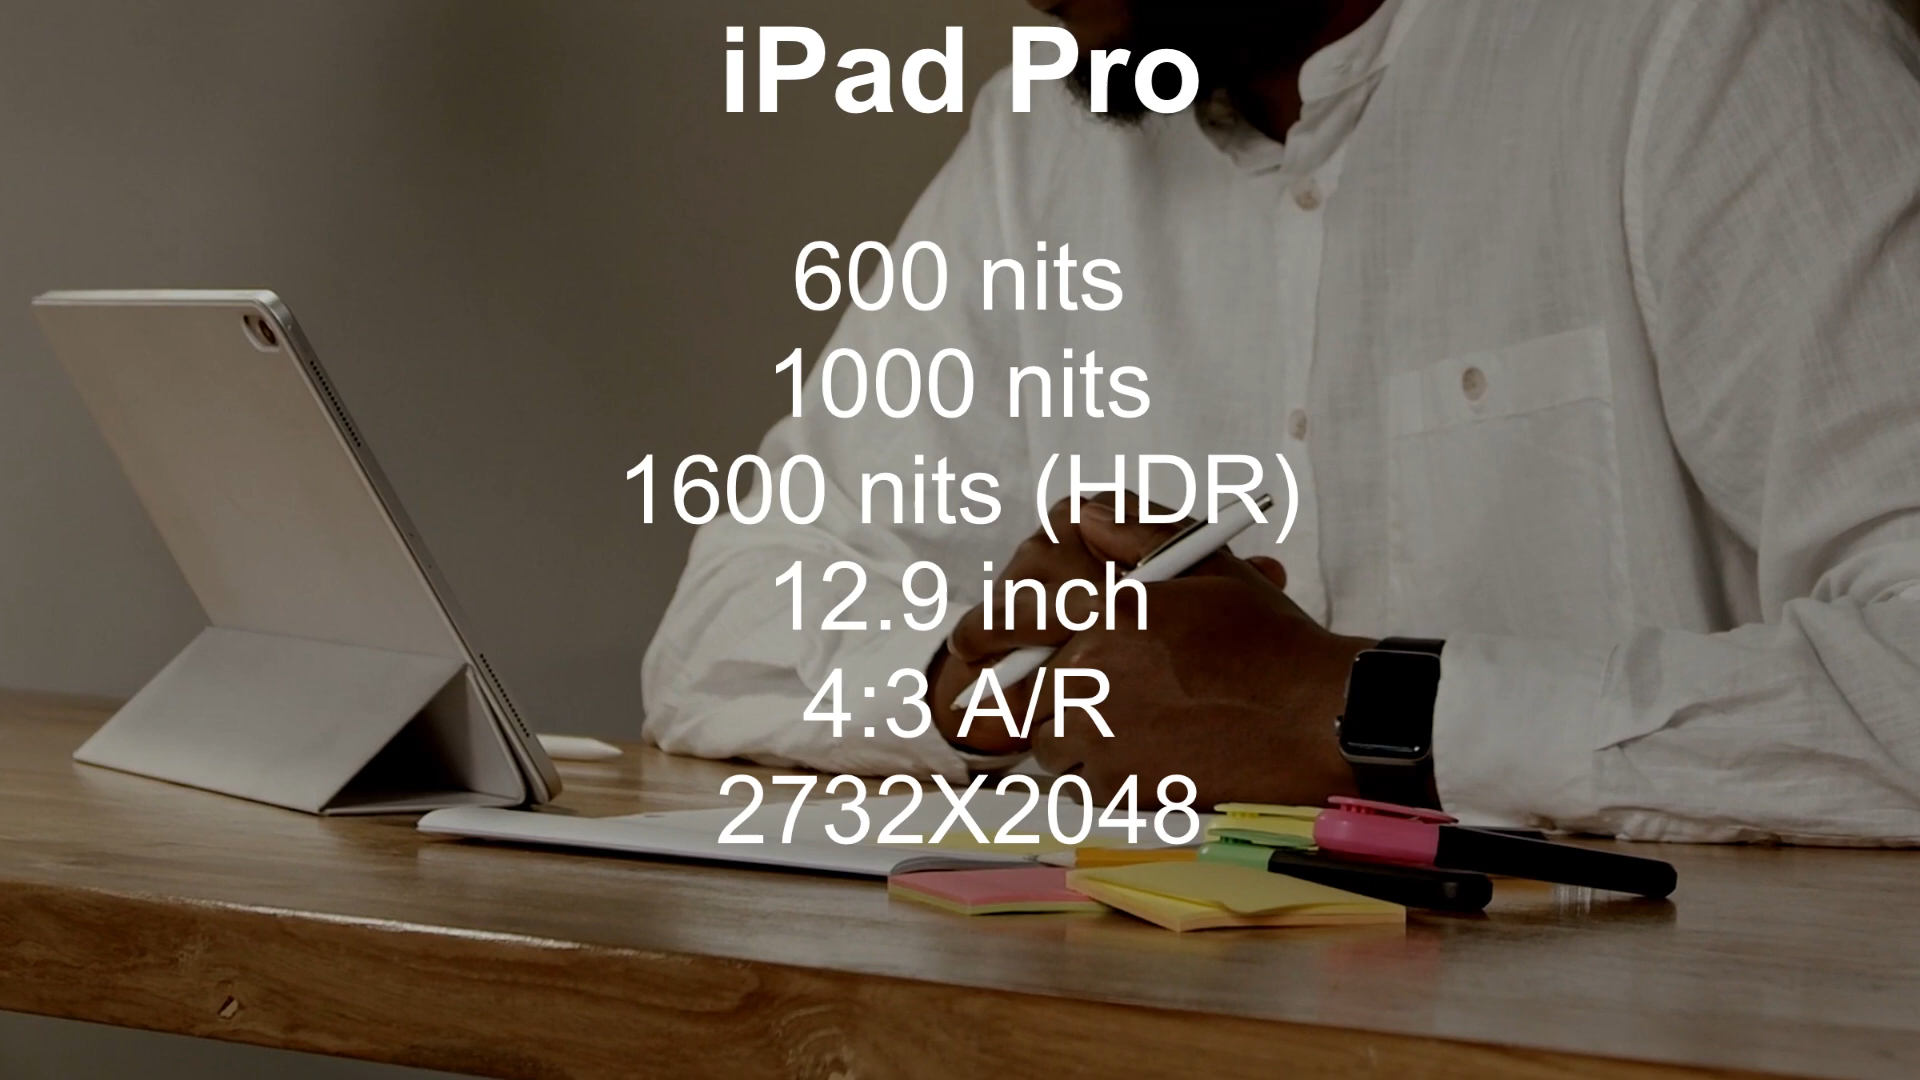 iPad Pro
600 nits
1000 nits
1600 nits (HDR)
12.9 inch
4:3 A/R
2732X2048